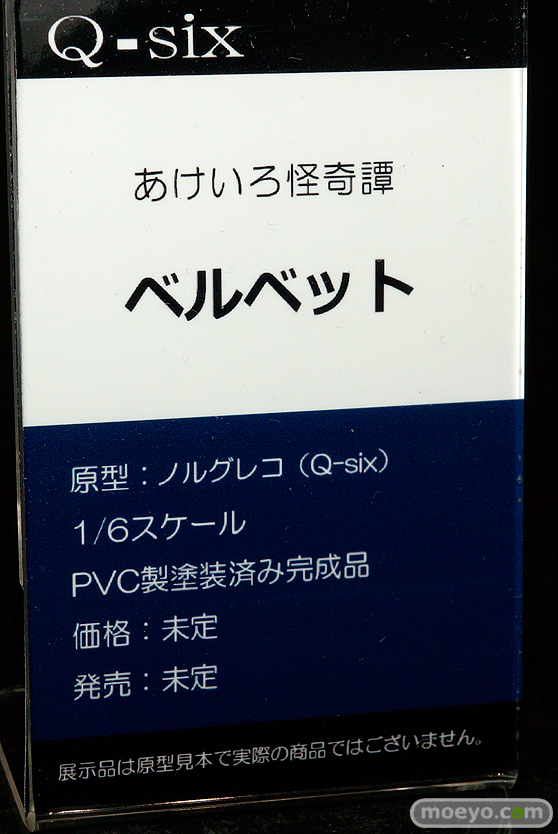 Q-six
あけいろ怪奇譚
ベルベット
原型：ノルグレコ（Q-six）
1/6スケール
PVC製塗装済み完成品
価格：未定
発売：未定
展示品は原型見本で実際の商品ではございません。
moeyo.com